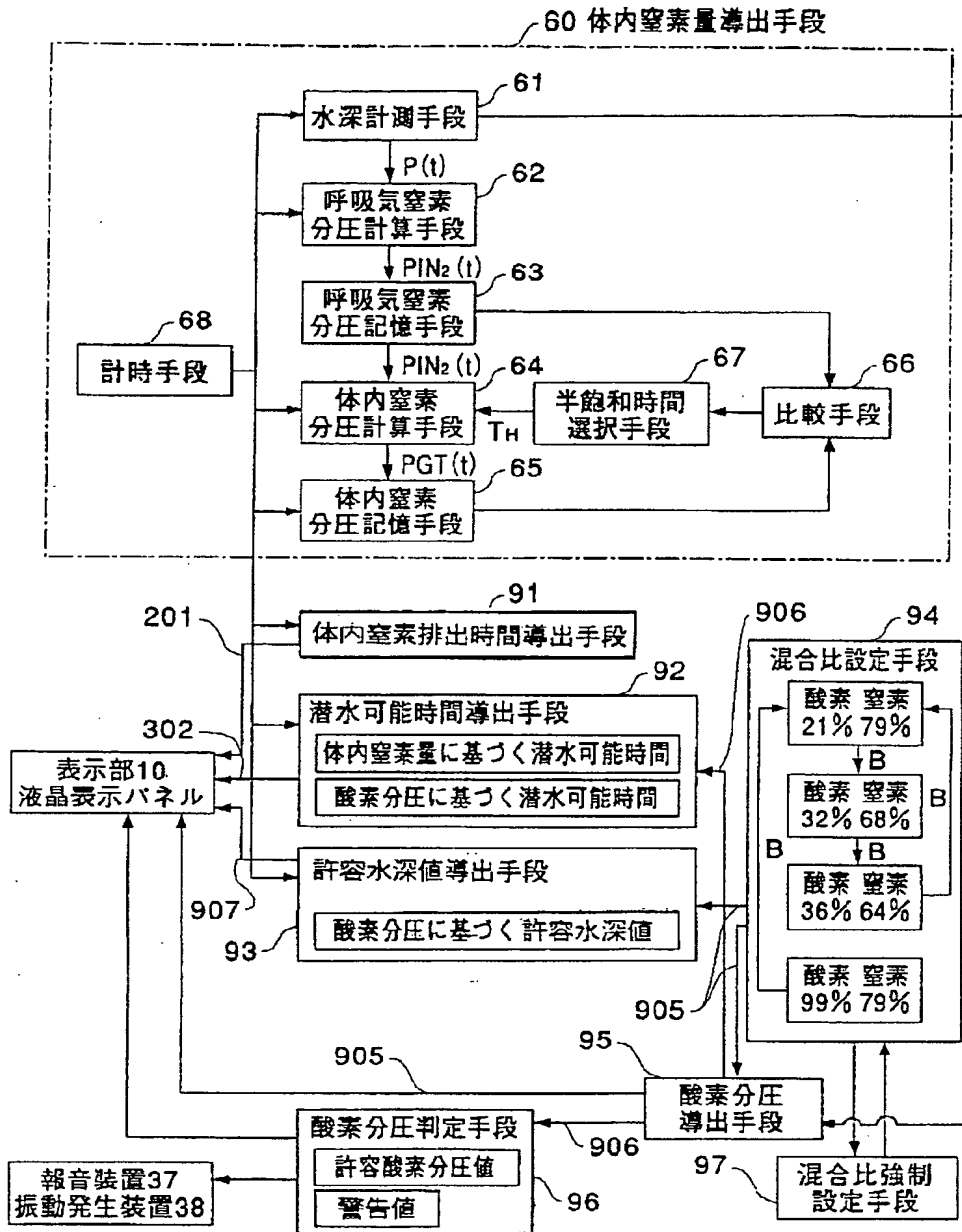 60 体内窒素量導出手段
61
水深計測手段
P(t)
62
呼吸気窒素
分圧計算手段
PIN₂(t)
63
呼吸気窒素
分圧記憶手段
68
計時手段
PIN₂(t)
64
体内窒素
分圧計算手段
67
半飽和時間
選択手段
TH
66
比較手段
PGT(t)
65
体内窒素
分圧記憶手段
91
体内窒素排出時間導出手段
201
302
92
潜水可能時間導出手段
体内窒素量に基づく潜水可能時間
酸素分圧に基づく潜水可能時間
906
94
混合比設定手段
酸素 窒素
21% 79%
B
酸素 窒素
32% 68%
B
B
B
酸素 窒素
36% 64%
酸素 窒素
99% 79%
表示部10
液晶表示パネル
907
許容水深値導出手段
93
酸素分圧に基づく許容水深値
905
905
95
酸素分圧
導出手段
906
酸素分圧判定手段
許容酸素分圧値
警告値
96
報音装置37
振動発生装置38
97
混合比強制
設定手段